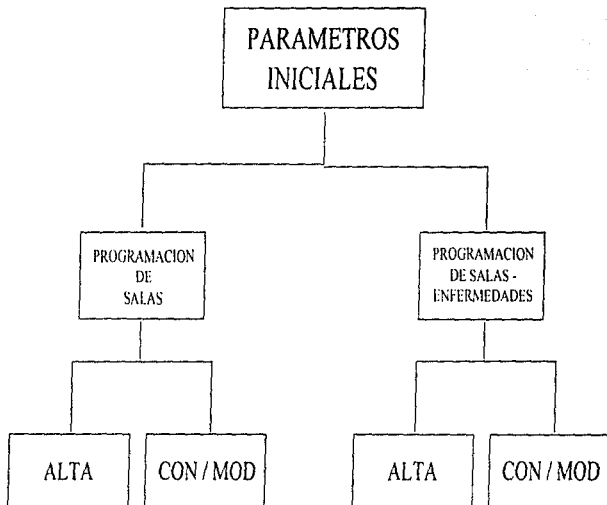 PARAMETROS
INICIALES
PROGRAMACION
DE
SALAS
PROGRAMACION
DE SALAS -
ENFERMEDADES
ALTA
CON / MOD
ALTA
CON / MOD